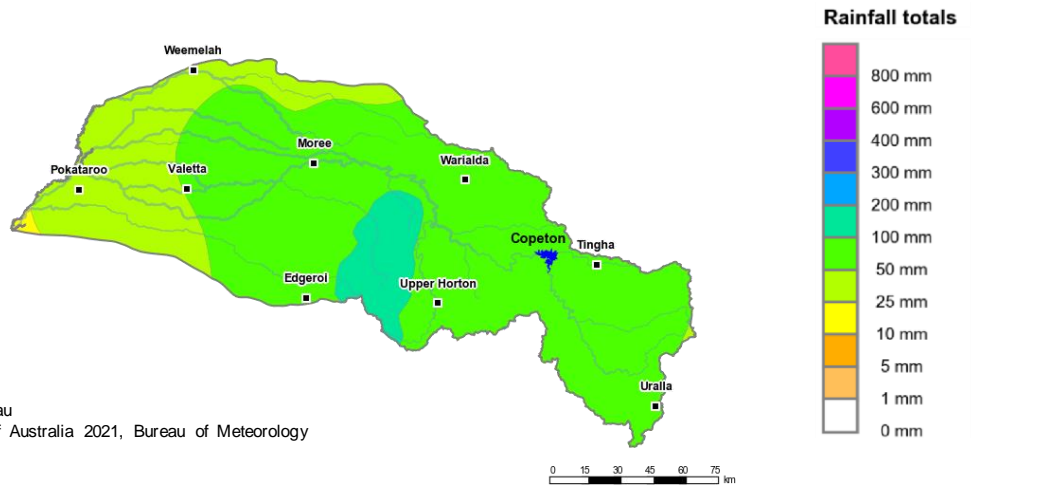 Rainfall totals
Weemelah
800 mm
600 mm
400 mm
Moree
Warialda
300 mm
Pokataroo
Valetta
200 mm
100 mm
Copeton
Tingha
50 mm
Edgeroi
Upper Horton
25 mm
10 mm
5 mm
Uralla
1 mm
0 mm
Australia 2021, Bureau of Meteorology
0 15 30 45 60 75
km